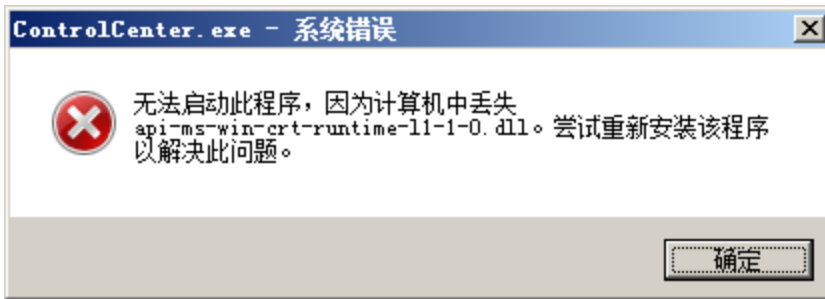 ControlCenter.exe - 系统错误
无法启动此程序，因为计算机中丢失
api-ms-win-crt-runtime-l1-1-0.dll。尝试重新安装该程序
以解决此问题。
确定